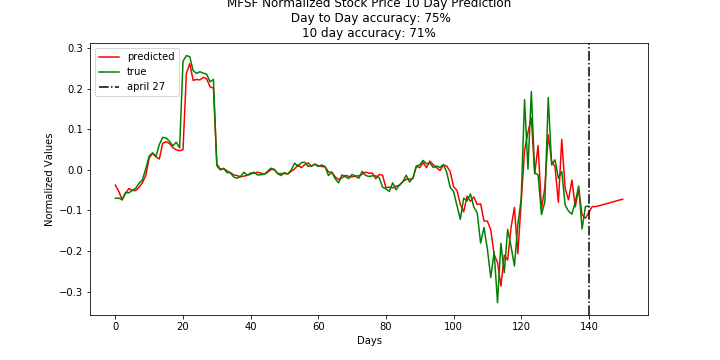 MFSF Normalized Stock Price 10 Day Prediction
Day to Day accuracy: 75%
10 day accuracy: 71%
predicted
true
april 27
0.3
0.2
0.1
0.0
−0.1
−0.2
−0.3
Normalized Values
0
20
40
60
80
100
120
140
Days